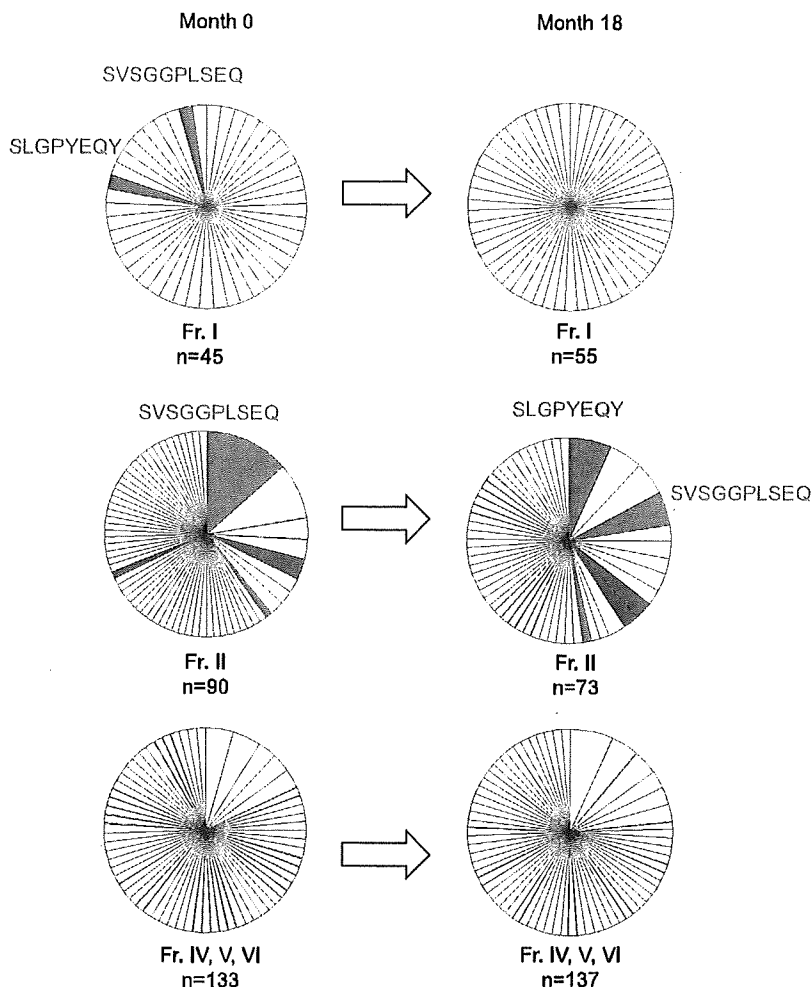 Month 0
Month 18
SVSGGPLSEQ
SLGPYEQY
Fr. I
n=45
Fr. I
n=55
SVSGGPLSEQ
SLGPYEQY
SVSGGPLSEQ
Fr. II
n=90
Fr. II
n=73
Fr. IV, V, VI
n=133
Fr. IV, V, VI
n=137